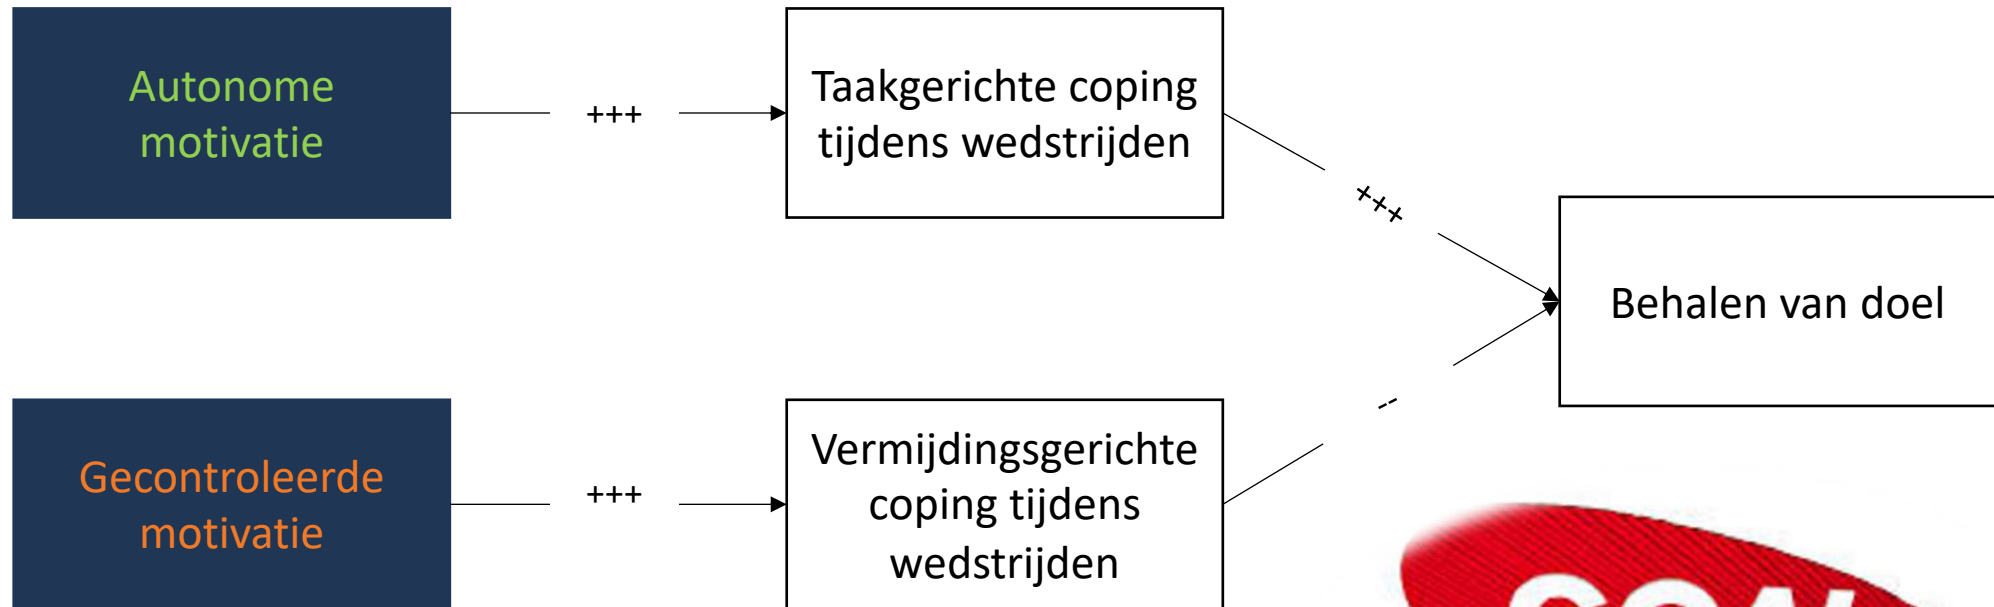 Autonome
motivatie
+++
Taakgerichte coping
tijdens wedstrijden
+++
Behalen van doel
Gecontroleerde
motivatie
+++
Vermijdingsgerichte
coping tijdens
wedstrijden
--